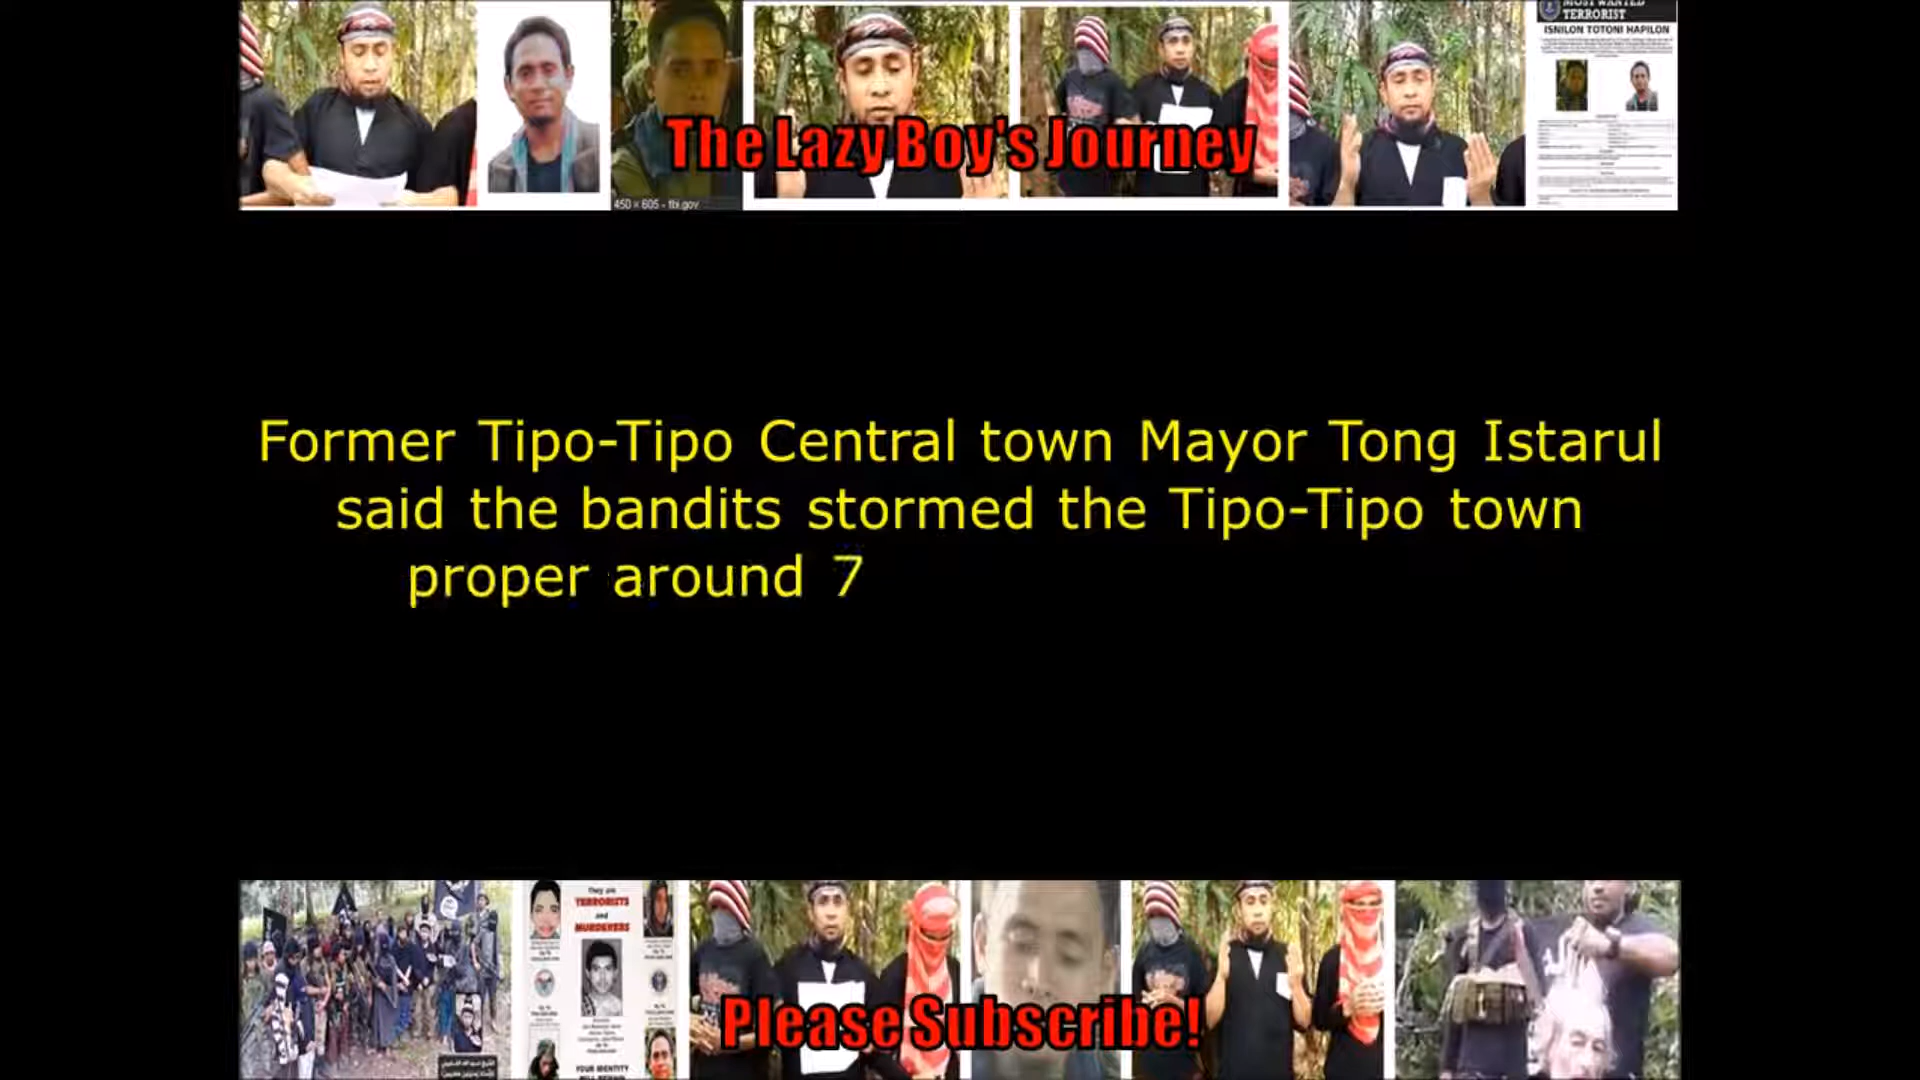 MOST WANTED
TERRORIST
ISNILON TOTONI HAPILON
The Lazy Boy's Journey
450 × 605 - fbi.gov
Former Tipo-Tipo Central town Mayor Tong Istarul
said the bandits stormed the Tipo-Tipo town
proper around 7
They are
TERRORISTS
and
MURDERERS
YOUR IDENTITY
Please Subscribe!